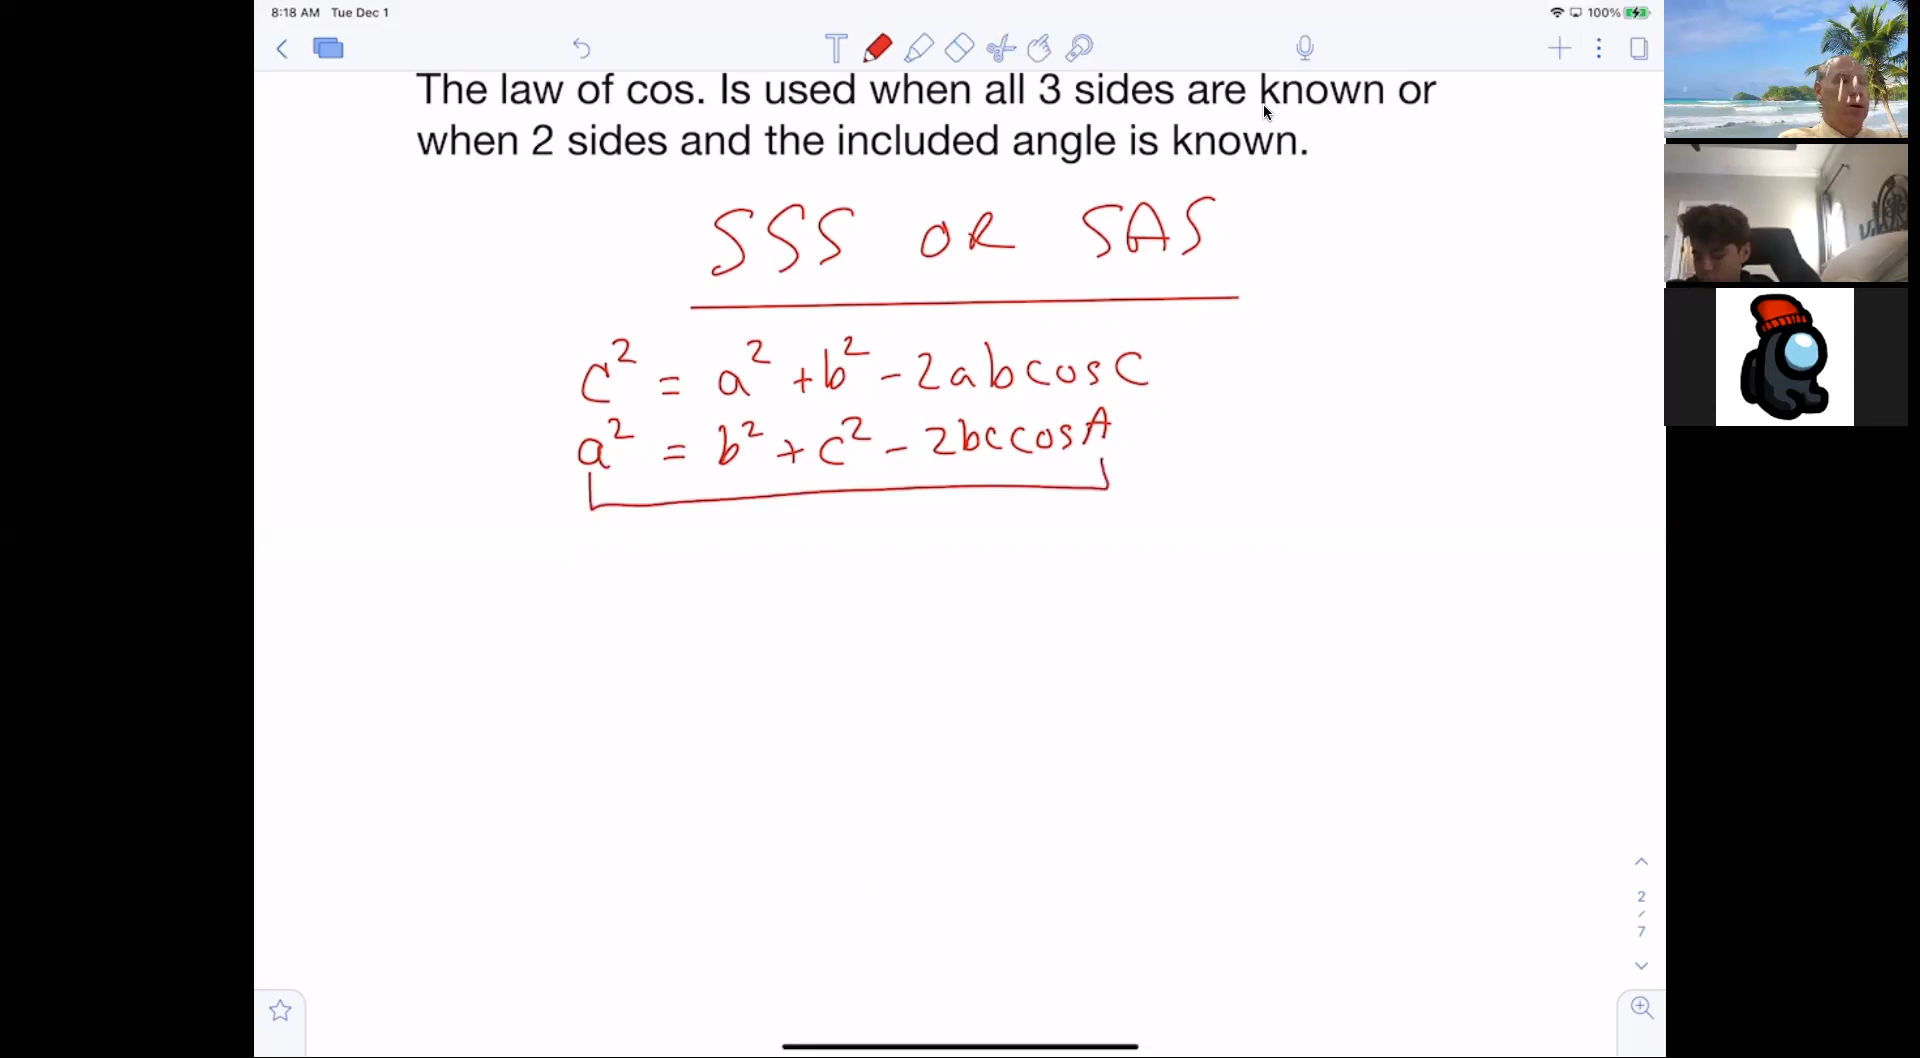 8:18 AM Tue Dec 1
100%
The law of cos. Is used when all 3 sides are known or
when 2 sides and the included angle is known.
SSS OR SAS
c² = a² + b² - 2abcosC
a² = b² + c² - 2bccosA
2
/
7